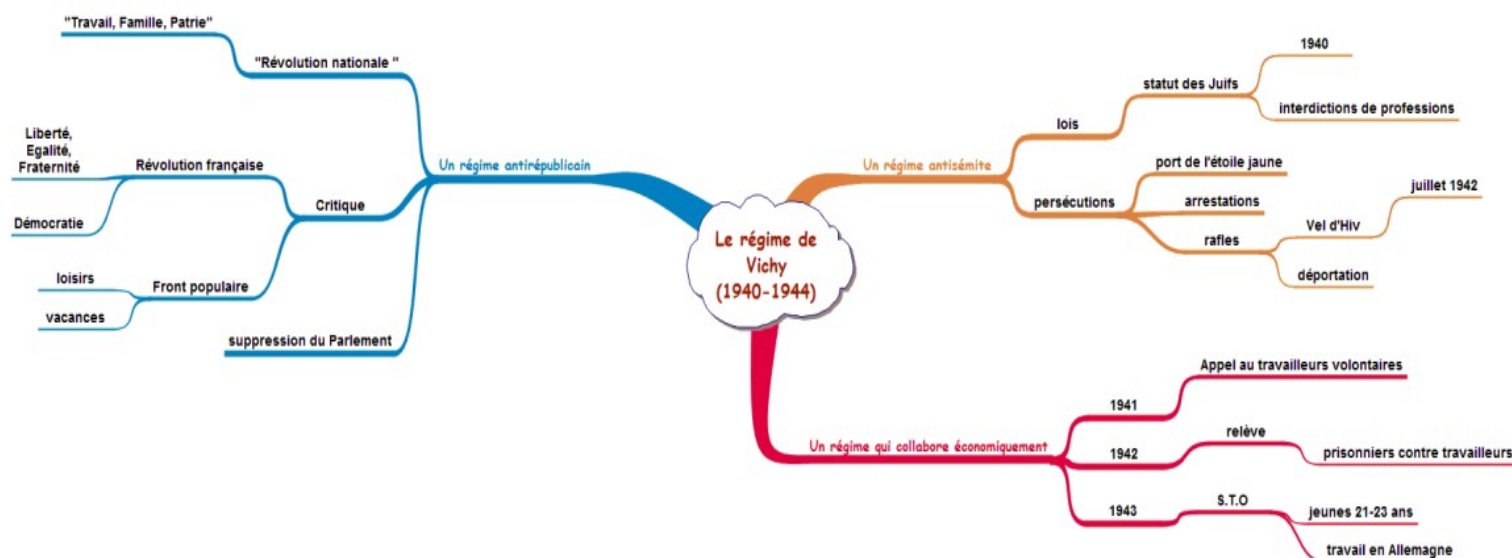 Le régime de
Vichy
(1940-1944)
Un régime antirépublicain
"Révolution nationale "
"Travail, Famille, Patrie"
Critique
Révolution française
Liberté,
Egalité,
Fraternité
Démocratie
Front populaire
loisirs
vacances
suppression du Parlement
Un régime antisémite
lois
statut des Juifs
1940
interdictions de professions
persécutions
port de l'étoile jaune
arrestations
rafles
Vel d'Hiv
juillet 1942
déportation
Un régime qui collabore économiquement
1941
Appel au travailleurs volontaires
1942
relève
prisonniers contre travailleurs
1943
S.T.O
jeunes 21-23 ans
travail en Allemagne